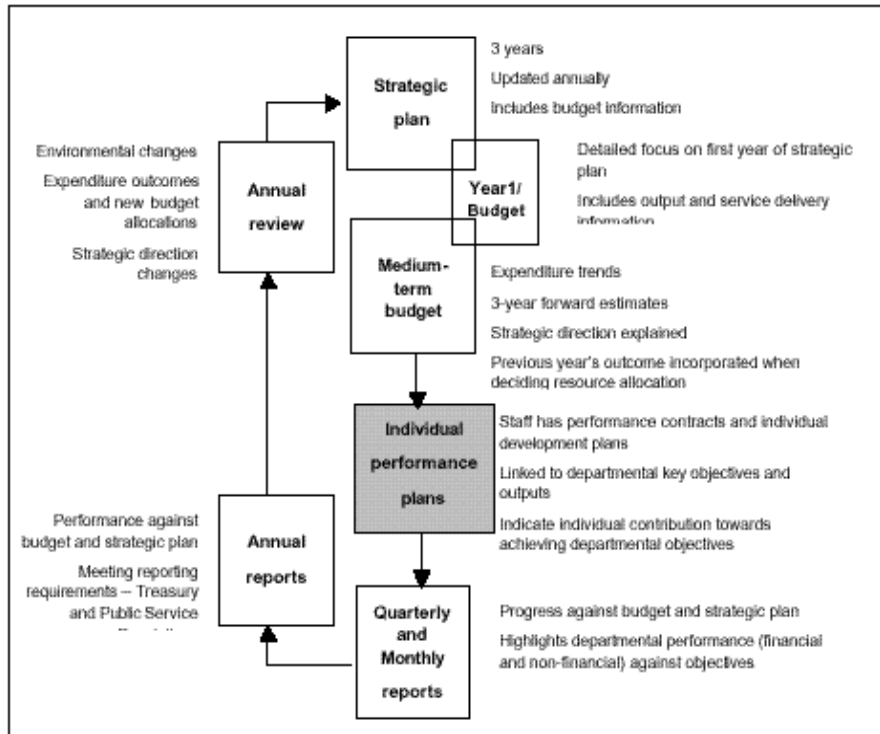 Strategic
plan
3 years
Updated annually
Includes budget information
Year1/
Budget
Detailed focus on first year of strategic
plan
Includes output and service delivery
information
Medium-
term
budget
Expenditure trends
3-year forward estimates
Strategic direction explained
Previous year's outcome incorporated when
deciding resource allocation
Individual
performance
plans
Staff has performance contracts and individual
development plans
Linked to departmental key objectives and
outputs
Indicate individual contribution towards
achieving departmental objectives
Quarterly
and
Monthly
reports
Progress against budget and strategic plan
Highlights departmental performance (financial
and non-financial) against objectives
Annual
reports
Performance against
budget and strategic plan
Meeting reporting
requirements – Treasury
and Public Service
Annual
review
Environmental changes
Expenditure outcomes
and new budget
allocations
Strategic direction
changes